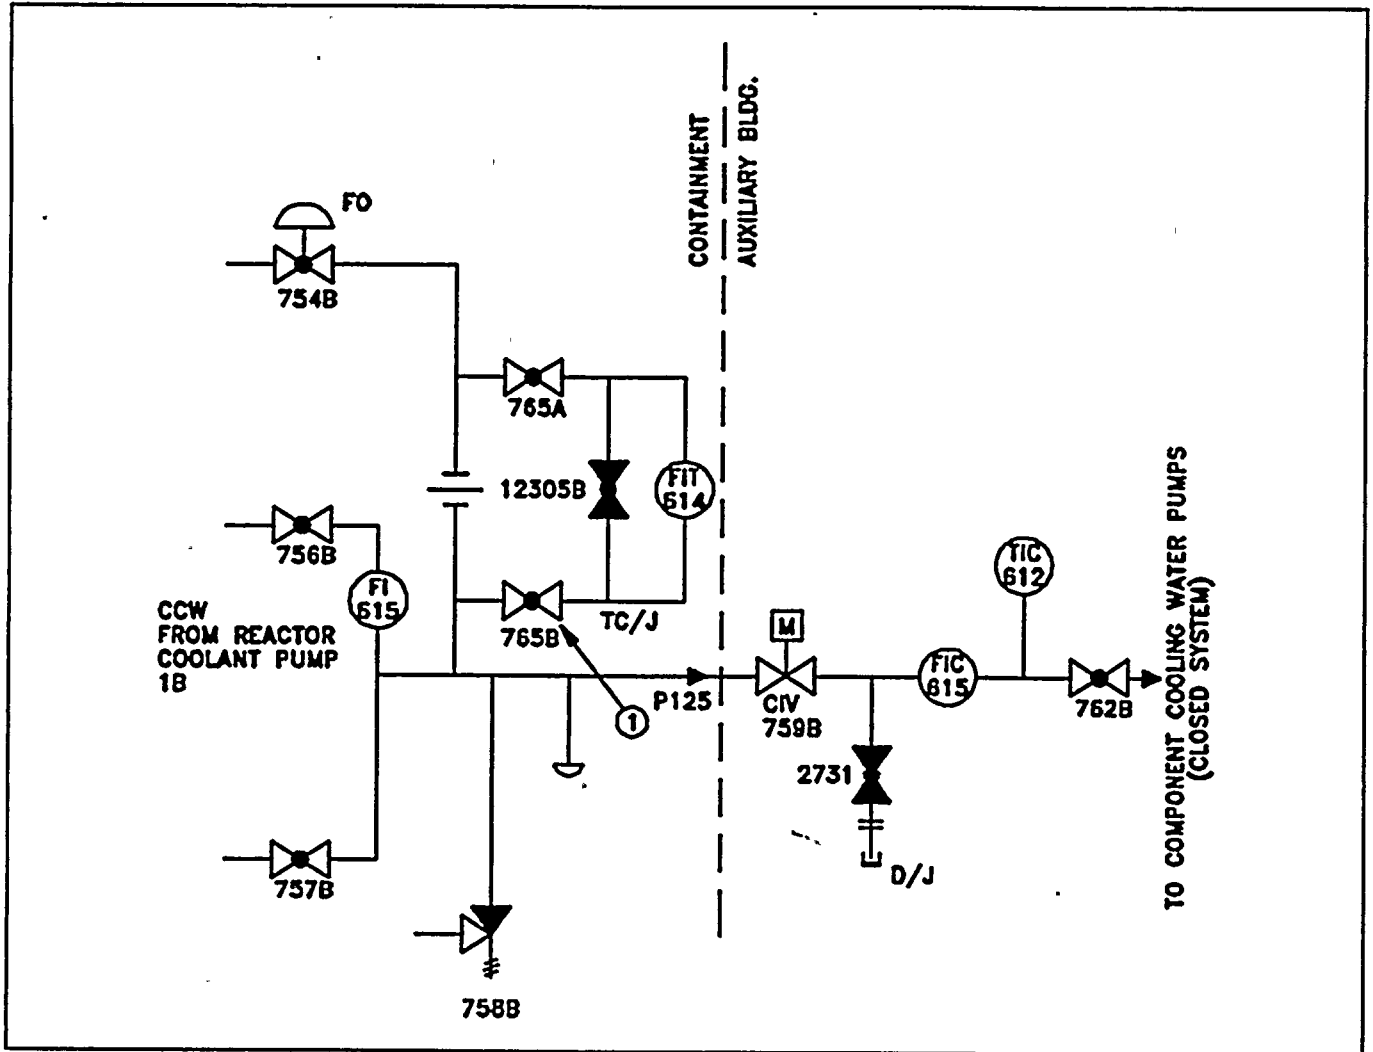 CONTAINMENT
AUXILIARY BLDG.
FO
754B
765A
12305B
FIT
614
756B
FI
615
CCW
FROM REACTOR
COOLANT PUMP
1B
765B
TC/J
1
P125
M
CIV
759B
FIC
615
TIC
612
762B
2731
D/J
757B
758B
TO COMPONENT COOLING WATER PUMPS
(CLOSED SYSTEM)